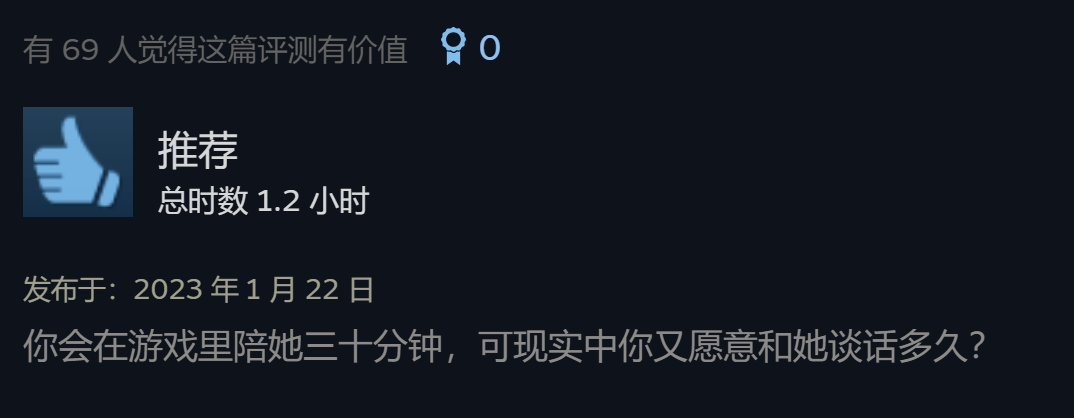 有 69 人觉得这篇评测有价值 0
推荐
总时数 1.2 小时
发布于：2023 年 1 月 22 日
你会在游戏里陪她三十分钟，可现实中你又愿意和她谈话多久？